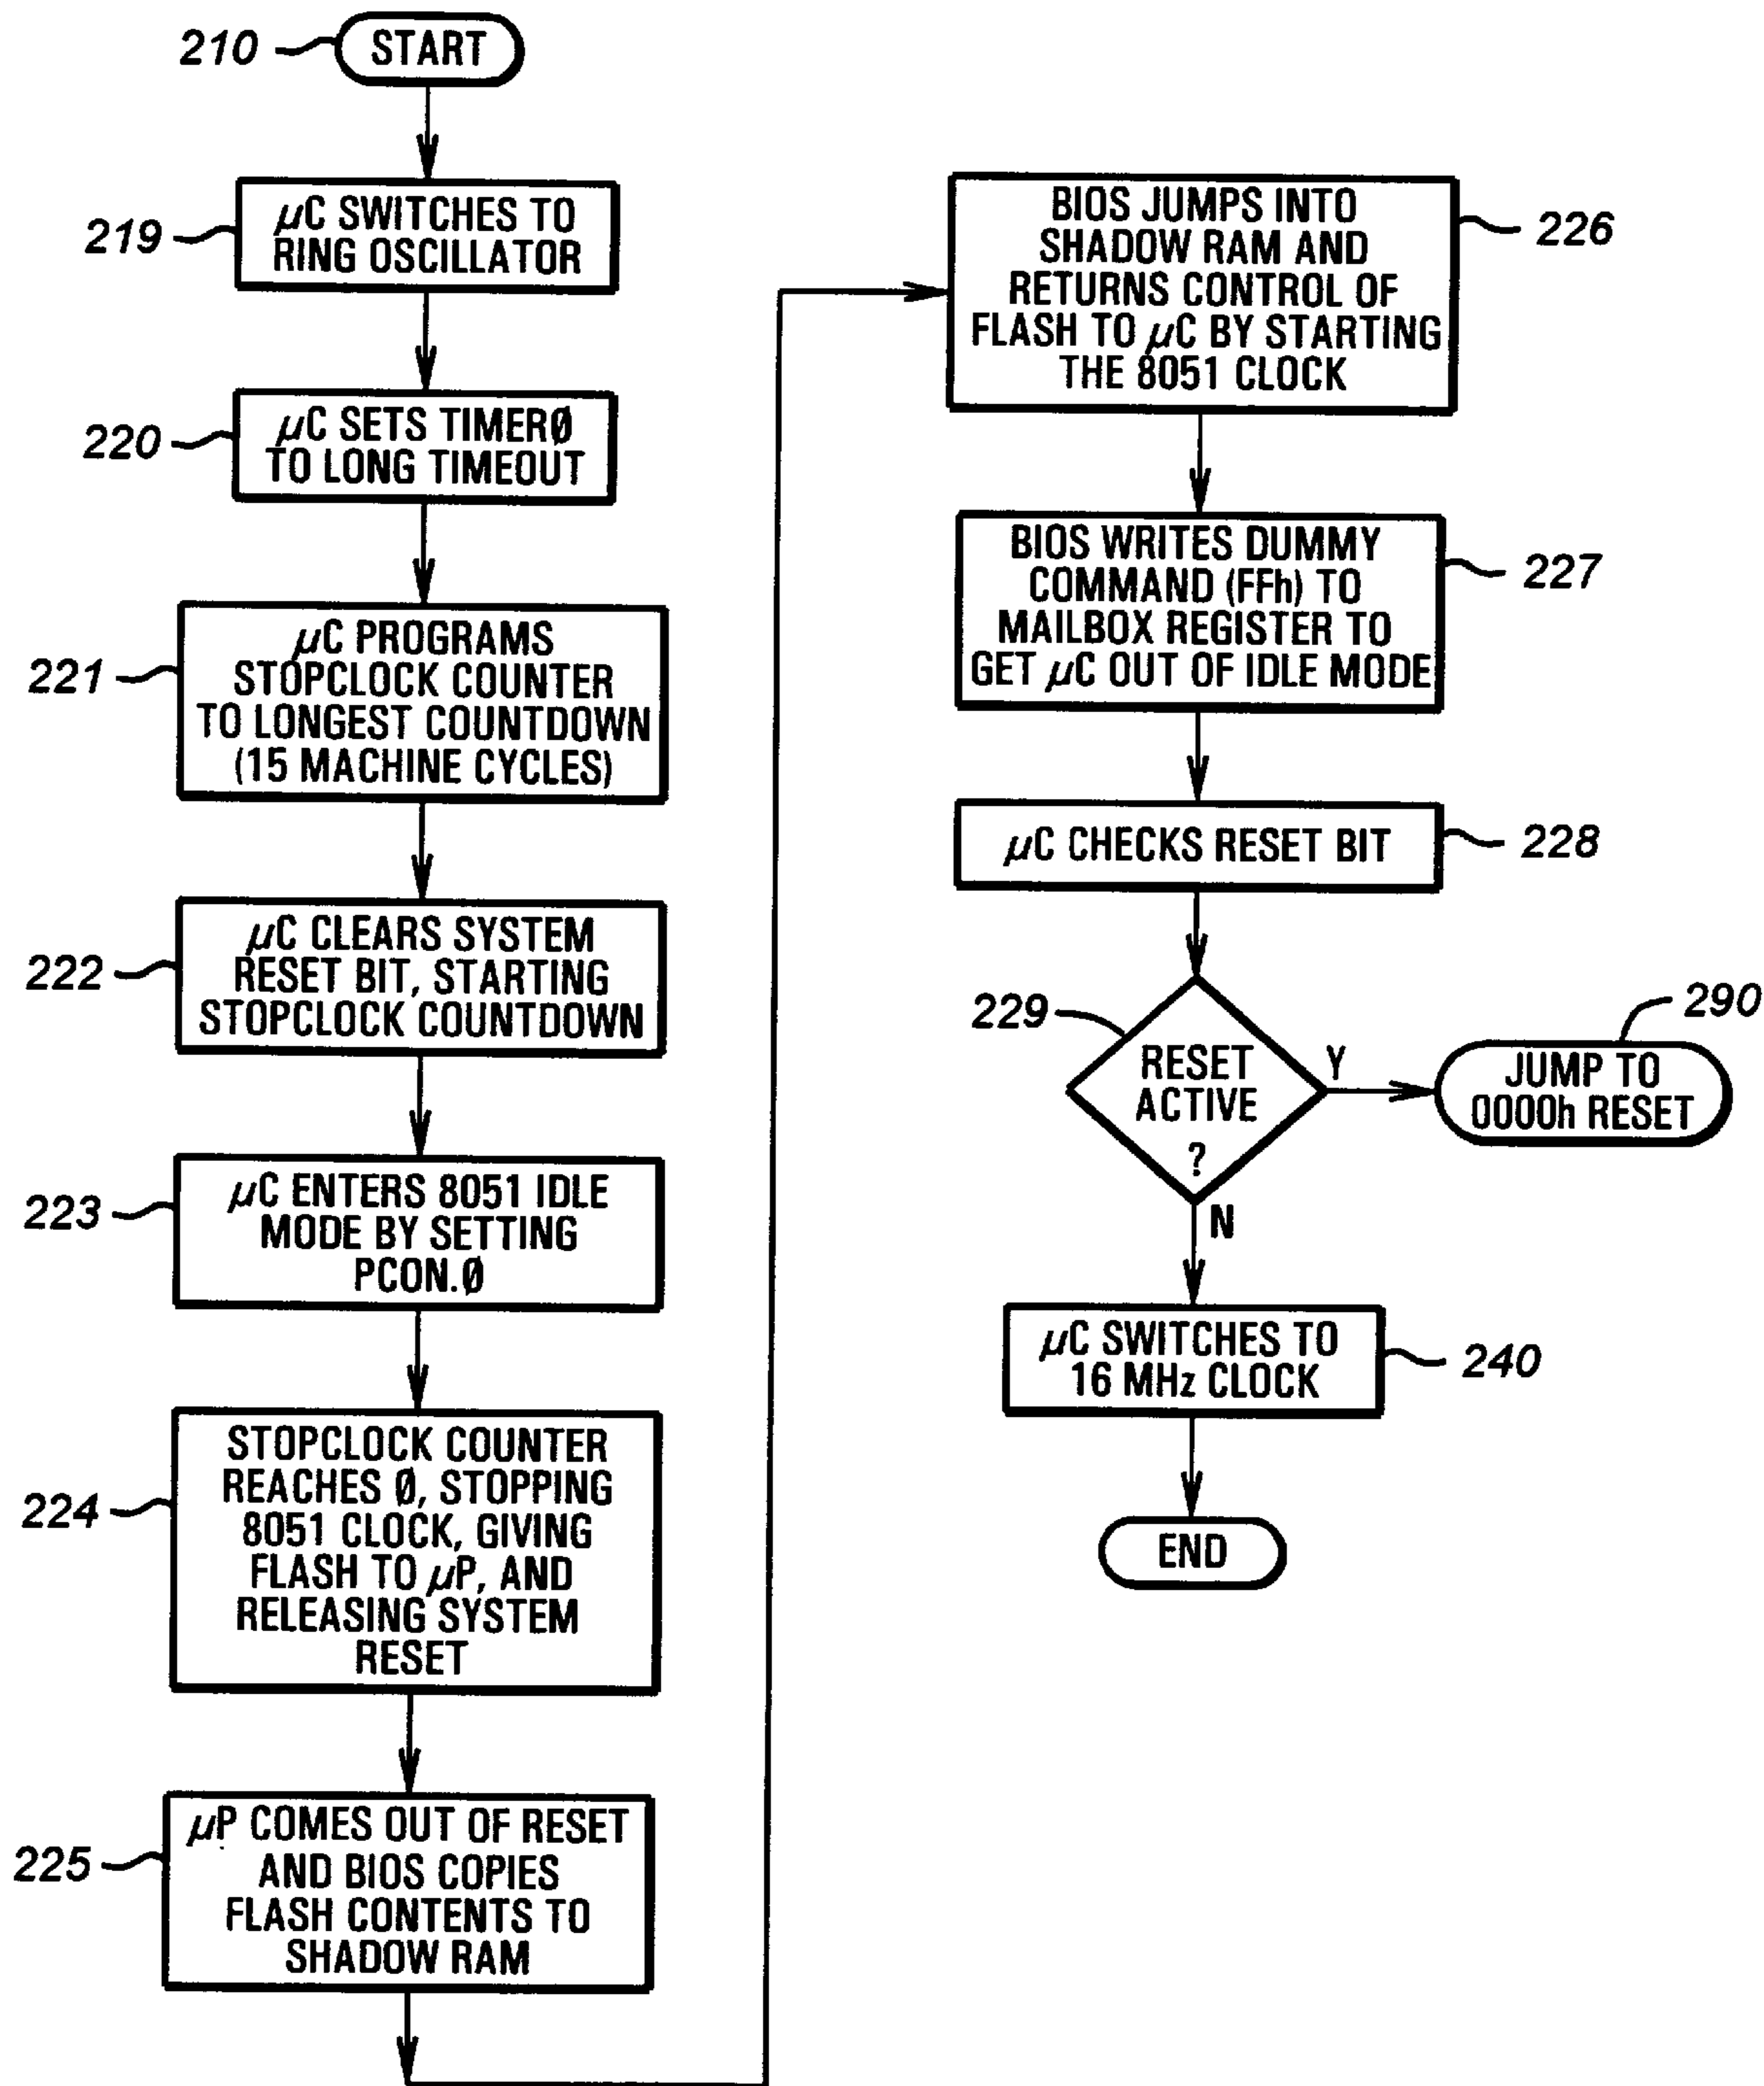 210
START
219
µC SWITCHES TO
RING OSCILLATOR
220
µC SETS TIMERØ
TO LONG TIMEOUT
221
µC PROGRAMS
STOPCLOCK COUNTER
TO LONGEST COUNTDOWN
(15 MACHINE CYCLES)
222
µC CLEARS SYSTEM
RESET BIT, STARTING
STOPCLOCK COUNTDOWN
223
µC ENTERS 8051 IDLE
MODE BY SETTING
PCON.Ø
224
STOPCLOCK COUNTER
REACHES Ø, STOPPING
8051 CLOCK, GIVING
FLASH TO µP, AND
RELEASING SYSTEM
RESET
225
µP COMES OUT OF RESET
AND BIOS COPIES
FLASH CONTENTS TO
SHADOW RAM
BIOS JUMPS INTO
SHADOW RAM AND
RETURNS CONTROL OF
FLASH TO µC BY STARTING
THE 8051 CLOCK
226
BIOS WRITES DUMMY
COMMAND (FFh) TO
MAILBOX REGISTER TO
GET µC OUT OF IDLE MODE
227
µC CHECKS RESET BIT
228
229
RESET
ACTIVE
?
Y
N
290
JUMP TO
0000h RESET
µC SWITCHES TO
16 MHz CLOCK
240
END